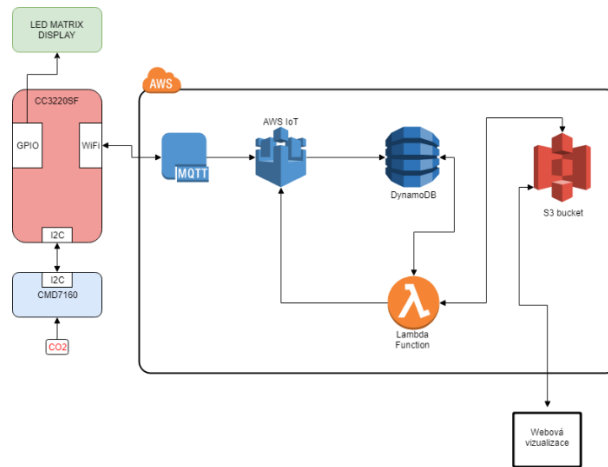 LED MATRIX
DISPLAY
CC3220SF
GPIO
WiFi
I2C
I2C
CMD7160
CO2
AWS
MQTT
AWS IoT
DynamoDB
S3 bucket
Lambda
Function
Webová
vizualizace